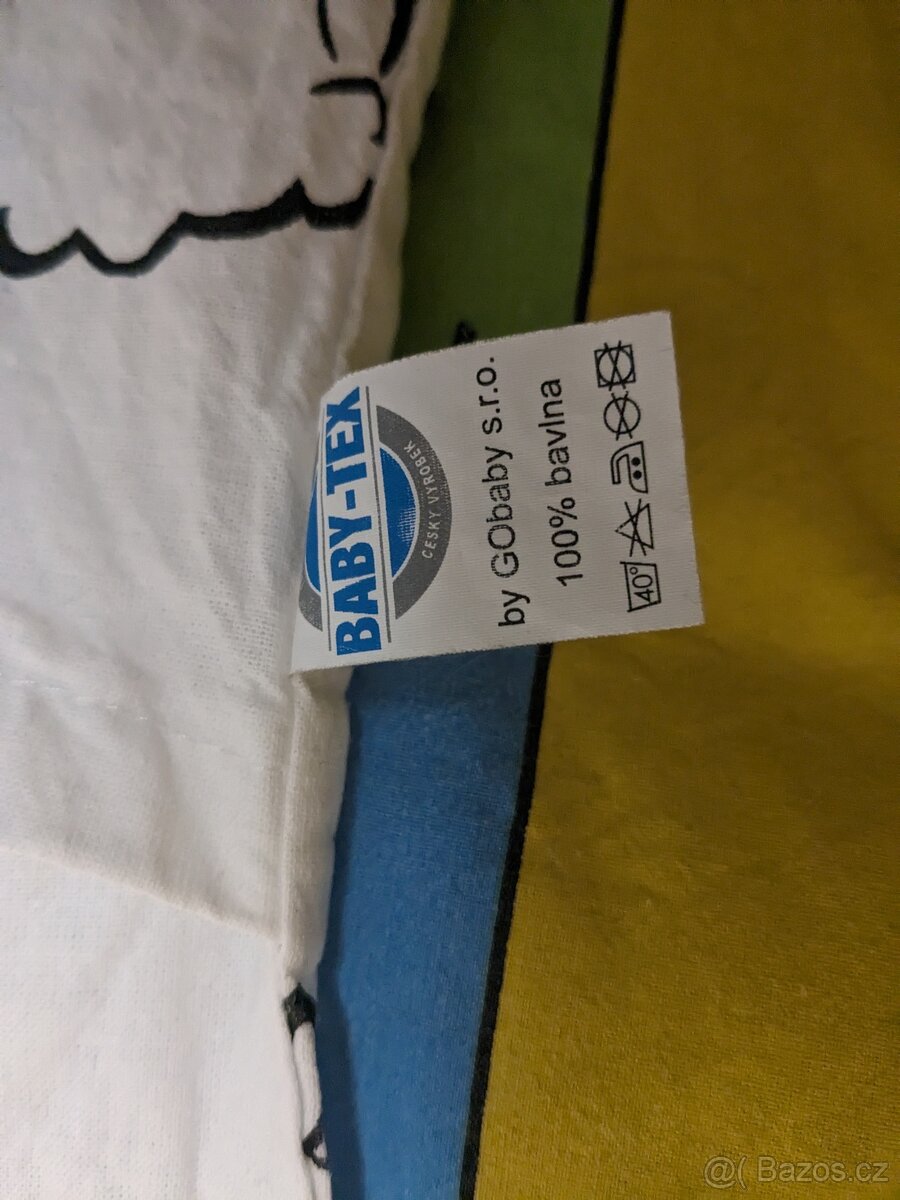 BABY-TEX
ČESKÝ VÝROBEK
by GObaby s.r.o.
100% bavlna
40°
@( Bazos.cz